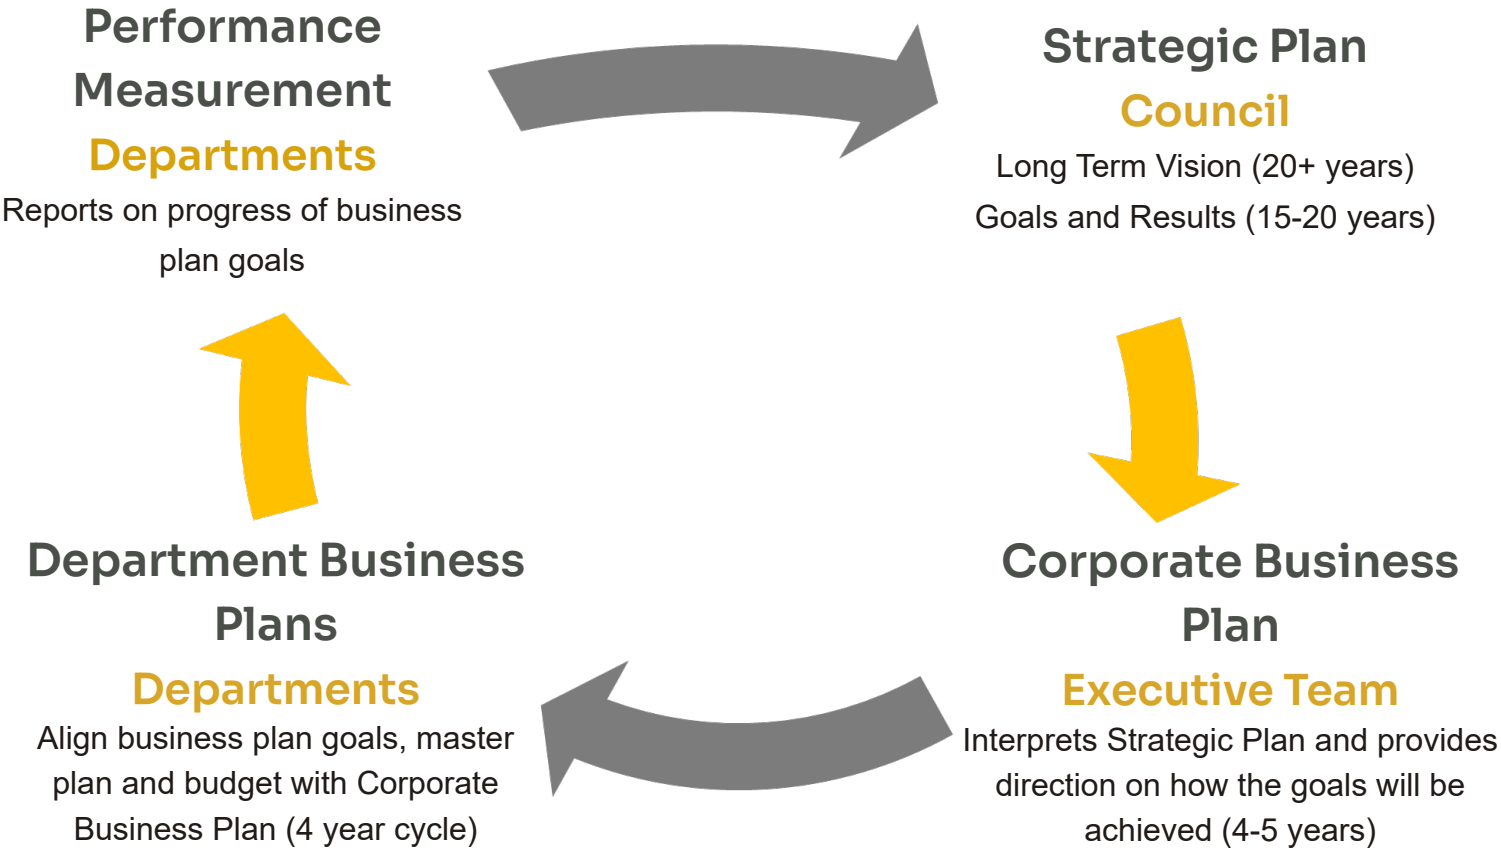 Performance
Measurement
Departments
Reports on progress of business
plan goals
Strategic Plan
Council
Long Term Vision (20+ years)
Goals and Results (15-20 years)
Corporate Business
Plan
Executive Team
Interprets Strategic Plan and provides
direction on how the goals will be
achieved (4-5 years)
Department Business
Plans
Departments
Align business plan goals, master
plan and budget with Corporate
Business Plan (4 year cycle)